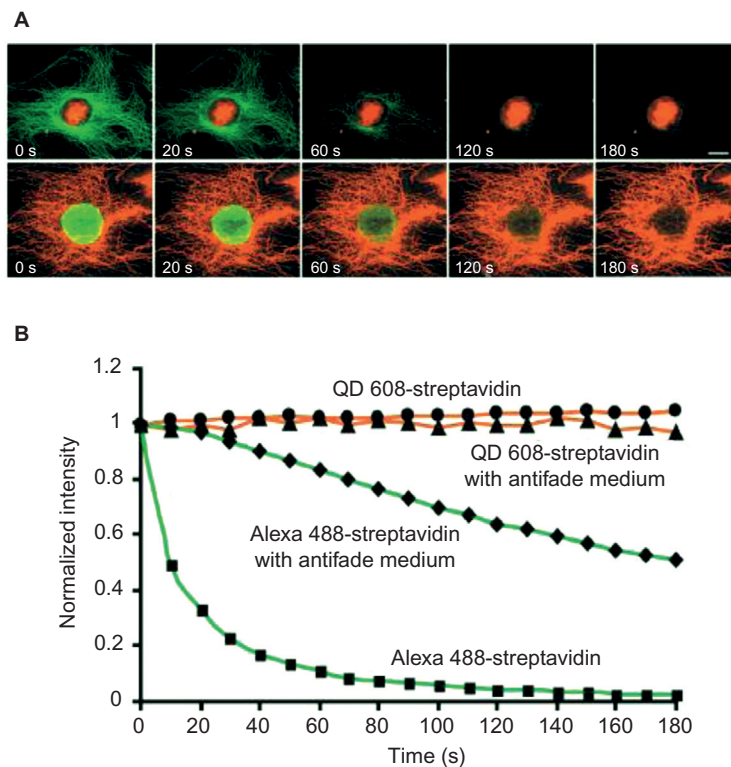 A
0 s 20 s 60 s 120 s 180 s
0 s 20 s 60 s 120 s 180 s
B
1.2
1
0.8
0.6
0.4
0.2
0
Normalized intensity
QD 608-streptavidin
QD 608-streptavidin
with antifade medium
Alexa 488-streptavidin
with antifade medium
Alexa 488-streptavidin
0 20 40 60 80 100 120 140 160 180
Time (s)